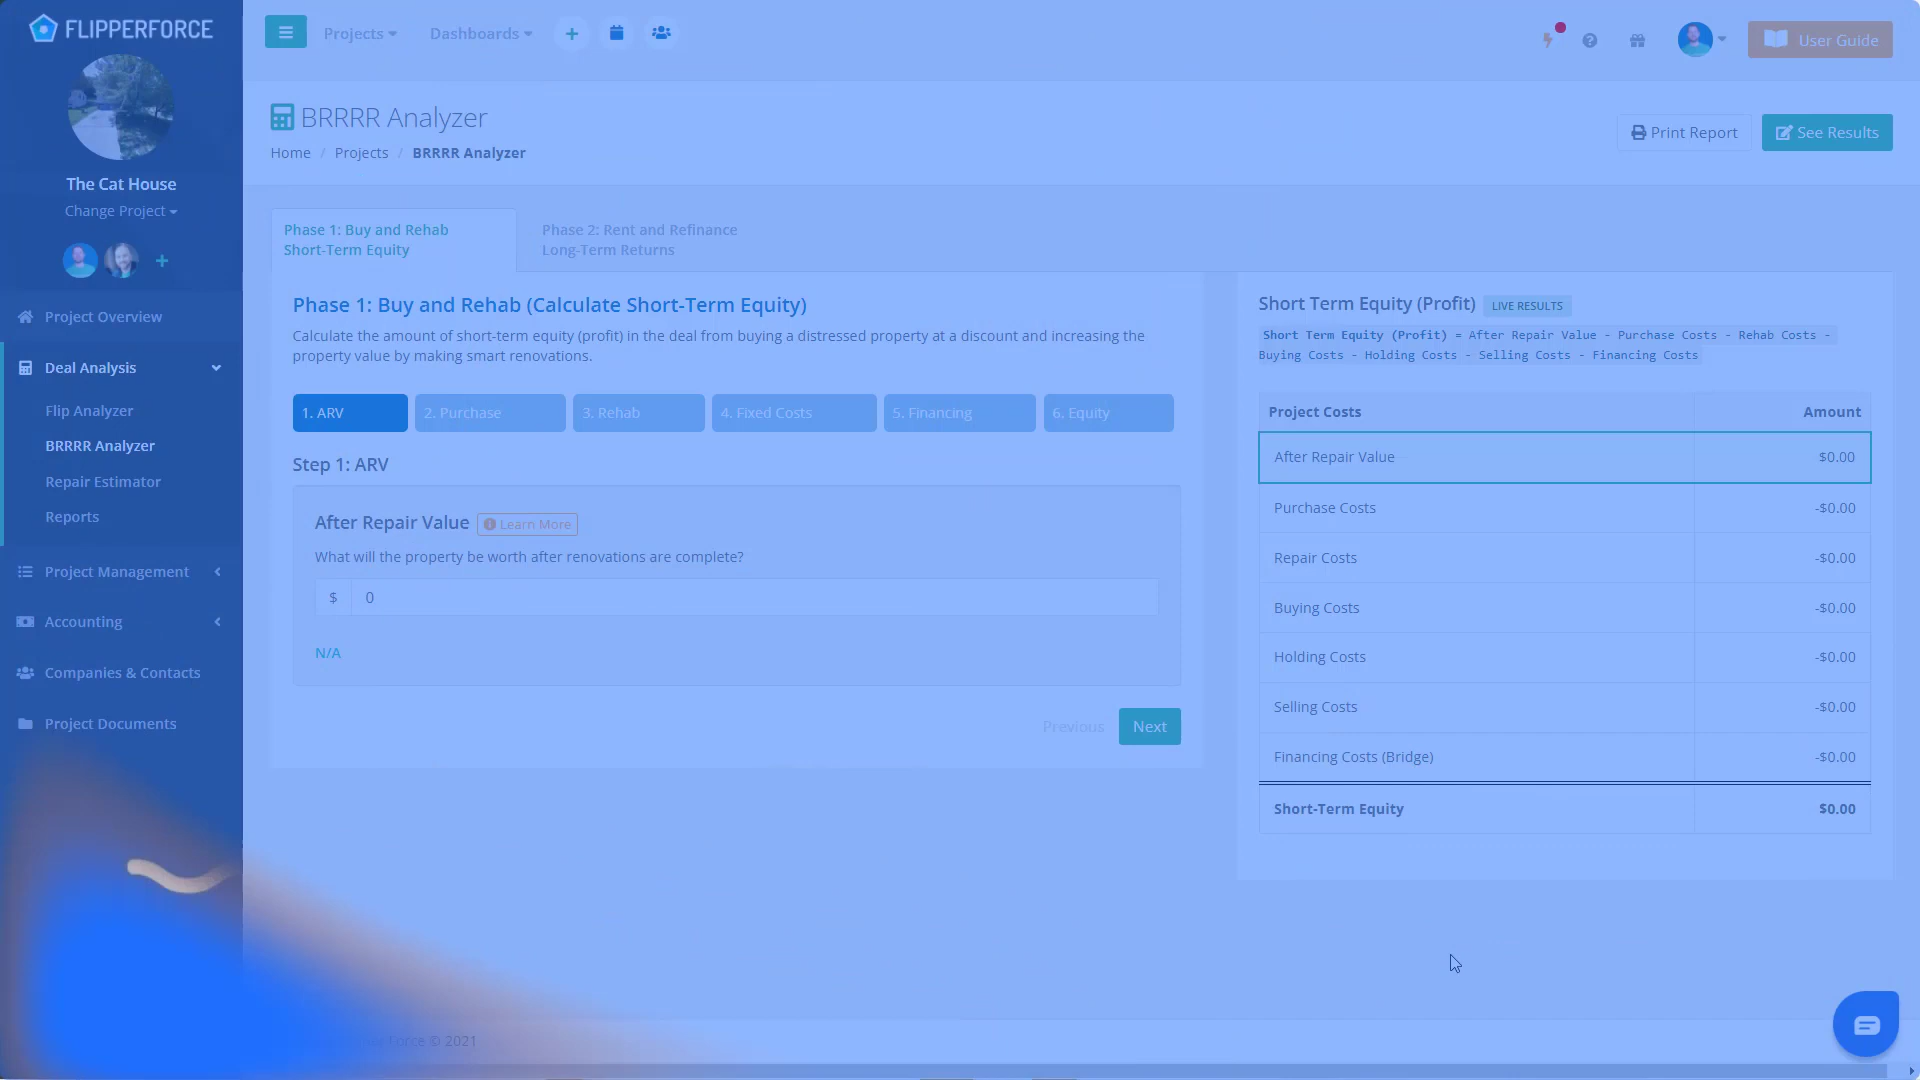 FLIPPERFORCE
The Cat House
Change Project
Project Overview
Deal Analysis
Flip Analyzer
BRRRR Analyzer
Repair Estimator
Reports
Project Management
Accounting
Companies & Contacts
Project Documents
Projects
Dashboards
User Guide
BRRRR Analyzer
Home / Projects / BRRRR Analyzer
Print Report
See Results
Phase 1: Buy and Rehab
Short-Term Equity
Phase 2: Rent and Refinance
Long-Term Returns
Phase 1: Buy and Rehab (Calculate Short-Term Equity)
Calculate the amount of short-term equity (profit) in the deal from buying a distressed property at a discount and increasing the
property value by making smart renovations.
1. ARV
2. Purchase
3. Rehab
4. Fixed Costs
5. Financing
6. Equity
Step 1: ARV
After Repair Value Learn More
What will the property be worth after renovations are complete?
$ 0
N/A
Previous
Next
Short Term Equity (Profit) LIVE RESULTS
Short Term Equity (Profit) = After Repair Value - Purchase Costs - Rehab Costs -
Buying Costs - Holding Costs - Selling Costs - Financing Costs
Project Costs Amount
After Repair Value $0.00
Purchase Costs -$0.00
Repair Costs -$0.00
Buying Costs -$0.00
Holding Costs -$0.00
Selling Costs -$0.00
Financing Costs (Bridge) -$0.00
Short-Term Equity $0.00
Force © 2021